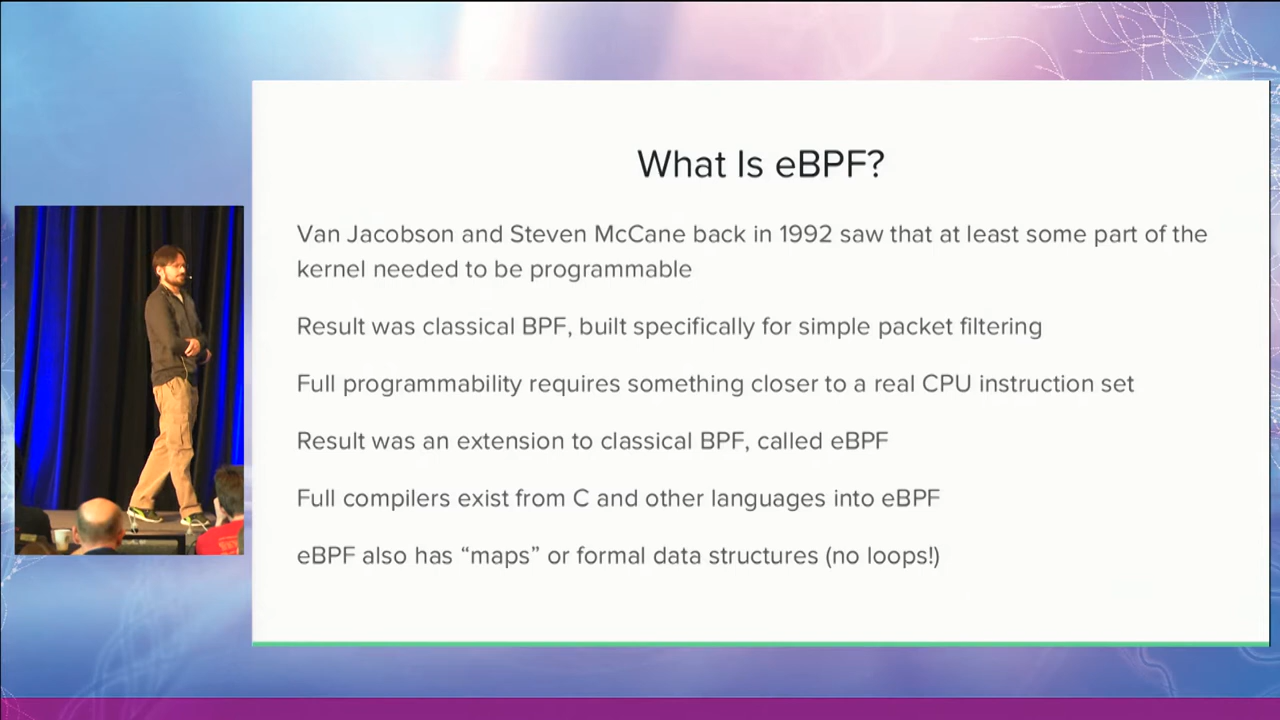 What Is eBPF?
Van Jacobson and Steven McCane back in 1992 saw that at least some part of the
kernel needed to be programmable
Result was classical BPF, built specifically for simple packet filtering
Full programmability requires something closer to a real CPU instruction set
Result was an extension to classical BPF, called eBPF
Full compilers exist from C and other languages into eBPF
eBPF also has “maps” or formal data structures (no loops!)